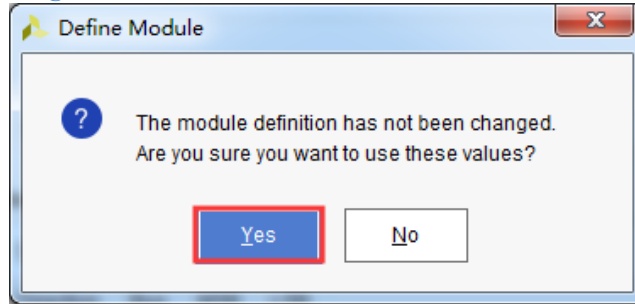 Define Module
The module definition has not been changed.
Are you sure you want to use these values?
Yes
No